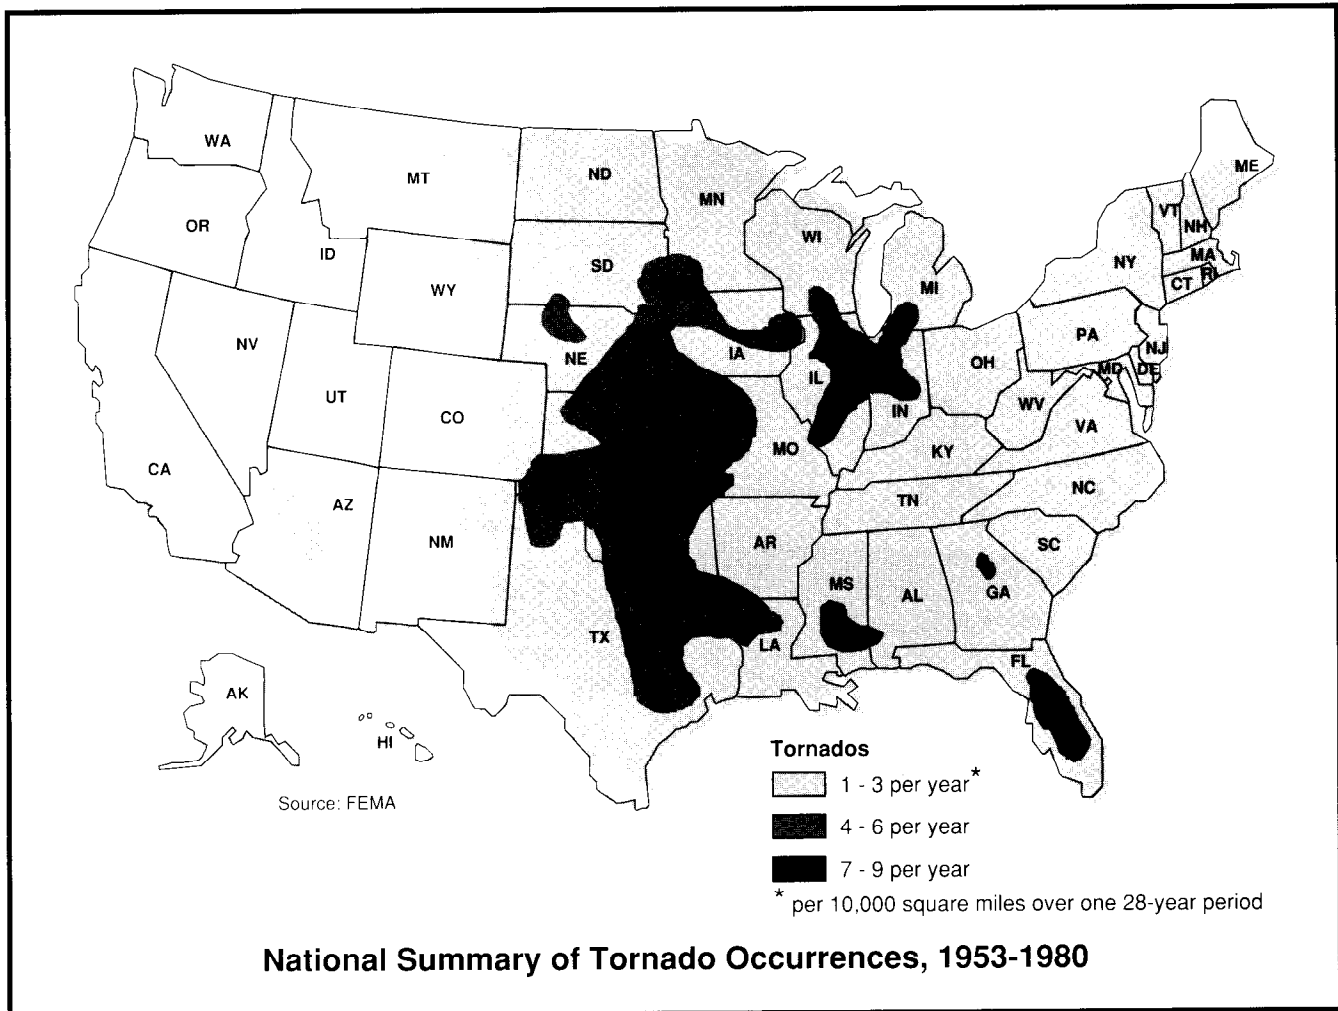 WA
MT
ND
MN
ME
OR
ID
SD
WI
VT
NH
WY
MI
NY
MA
RI
CT
NV
NE
IA
PA
NJ
UT
CO
IL
IN
OH
MD
DE
WV
VA
CA
MO
KY
AZ
NM
AR
TN
NC
SC
TX
LA
MS
AL
GA
FL
AK
HI
Source: FEMA
Tornados
1 - 3 per year*
4 - 6 per year
7 - 9 per year
* per 10,000 square miles over one 28-year period
National Summary of Tornado Occurrences, 1953-1980